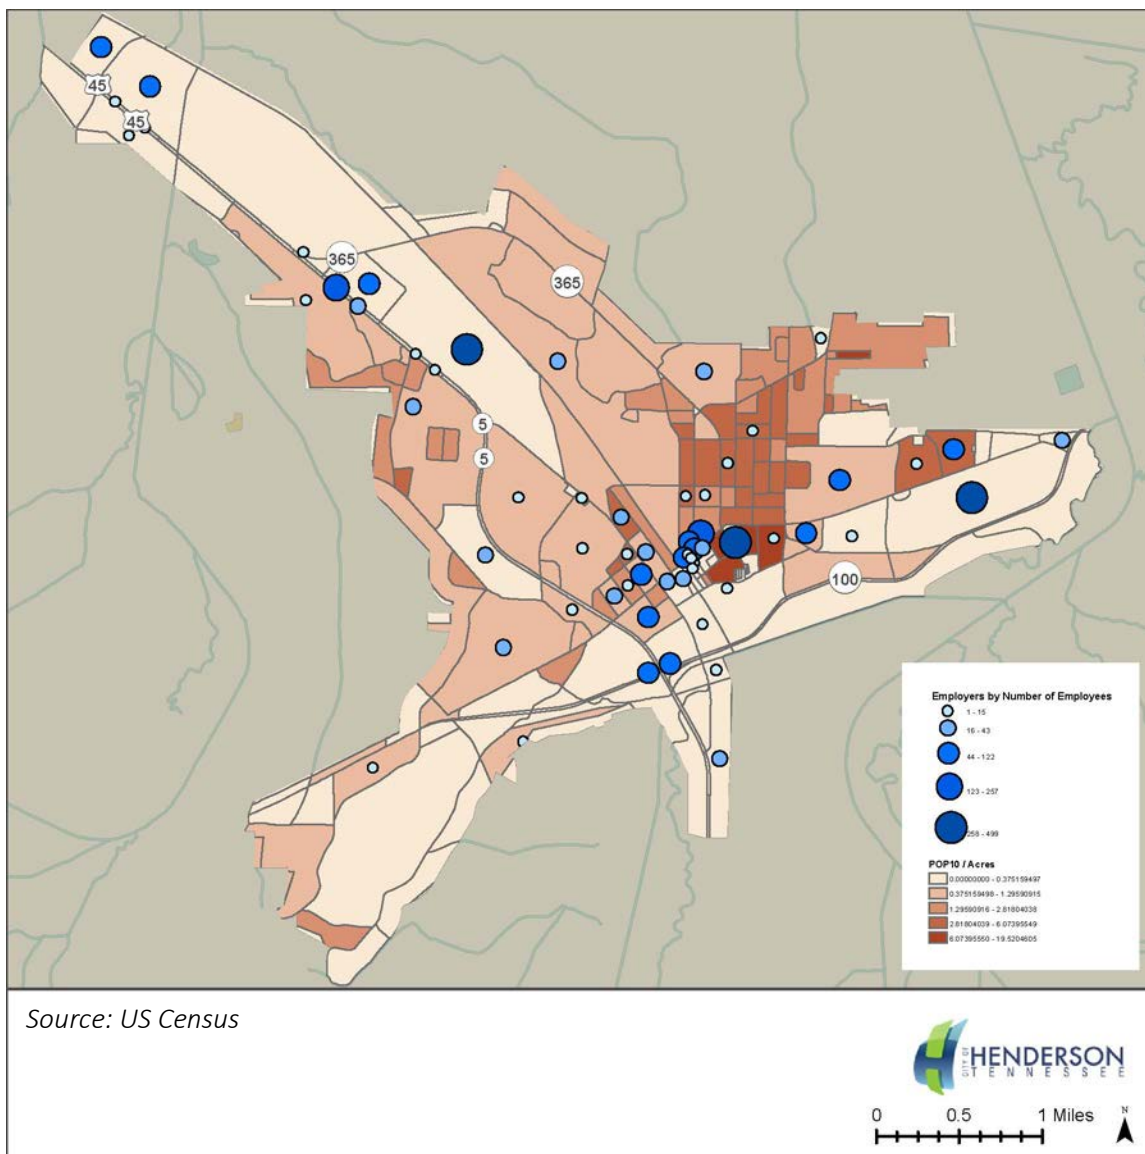 45
45
365
365
5
5
100
Employers by Number of Employees
1 - 15
16 - 43
44 - 122
123 - 257
258 - 499
POP10 / Acres
0.00000000 - 0.375159497
0.375159498 - 1.29590915
1.29590916 - 2.81804038
2.81804039 - 6.07395549
6.07395550 - 19.5204605
Source: US Census
CITY OF
HENDERSON
TENNESSEE
0 0.5 1 Miles
N